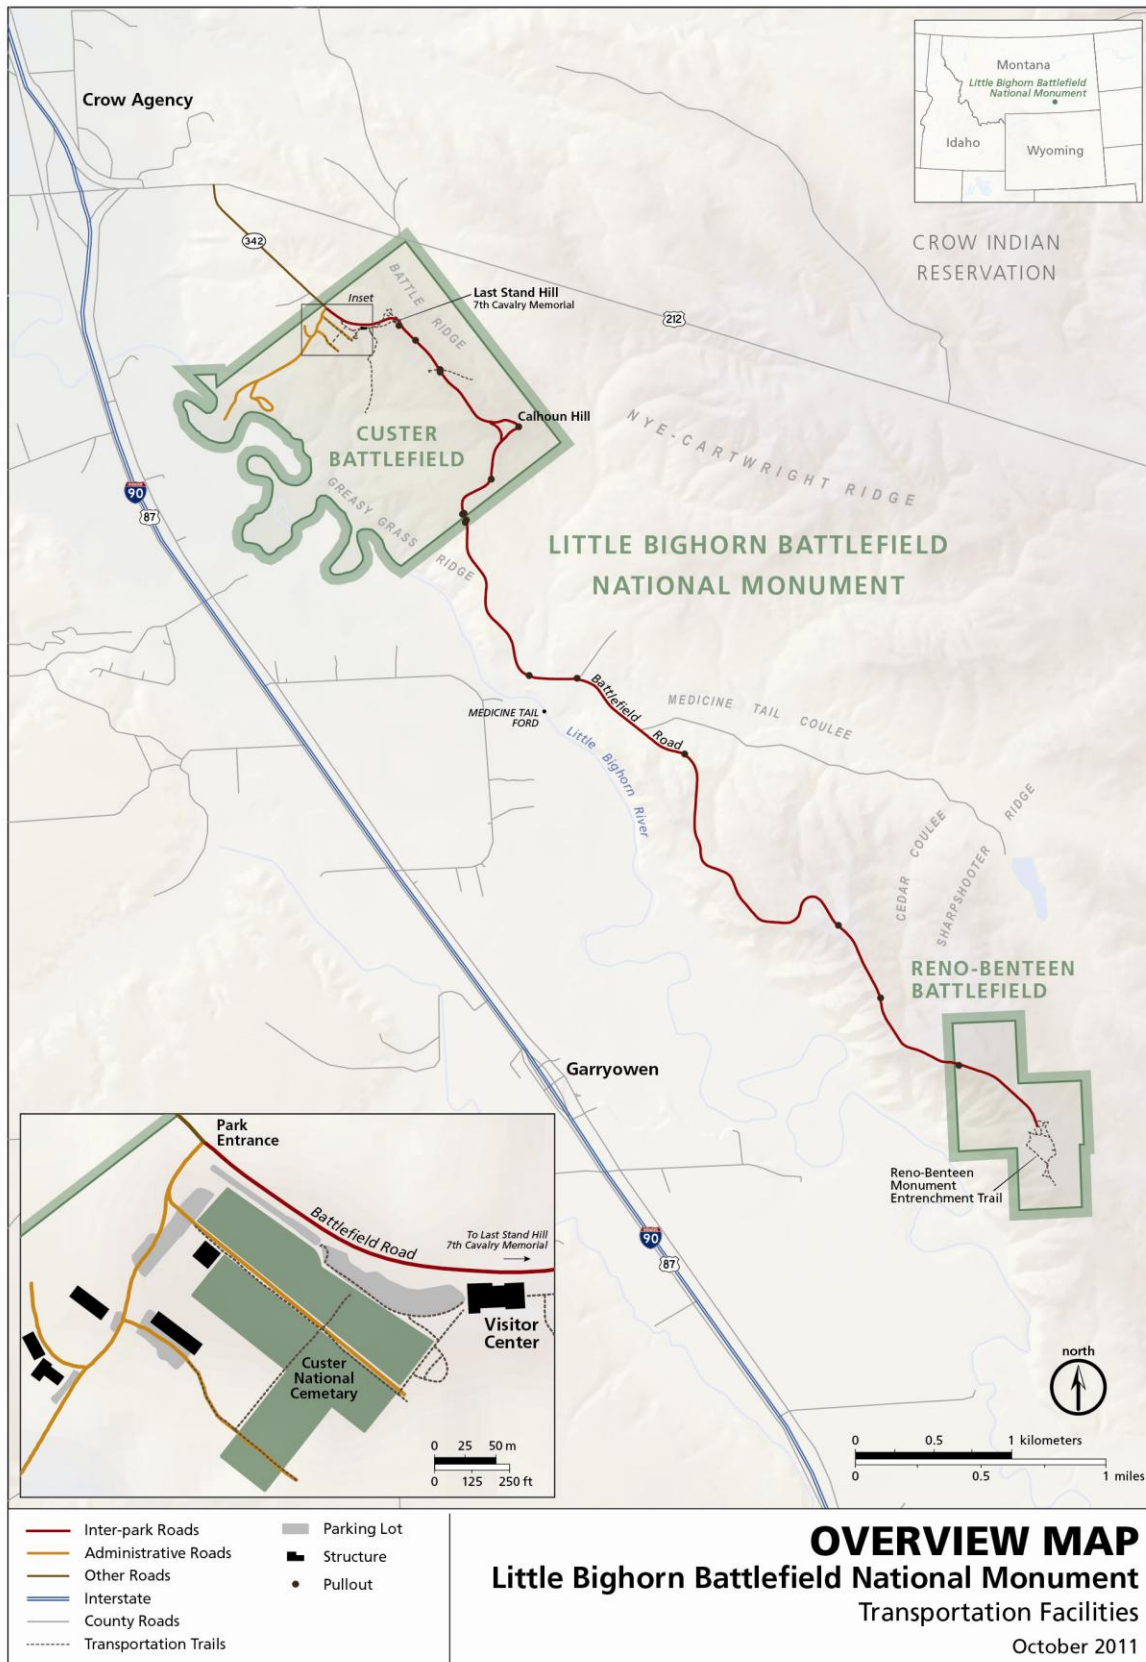 Crow Agency
Montana
Little Bighorn Battlefield
National Monument
Idaho
Wyoming
CROW INDIAN
RESERVATION
342
212
Inset
BATTLE RIDGE
Last Stand Hill
7th Cavalry Memorial
Calhoun Hill
CUSTER
BATTLEFIELD
GREASY GRASS RIDGE
NYE-CARTWRIGHT RIDGE
90
87
LITTLE BIGHORN BATTLEFIELD
NATIONAL MONUMENT
MEDICINE TAIL
FORD
Battlefield Road
MEDICINE TAIL COULEE
Little Bighorn River
CEDAR COULEE
SHARPSHOOTER RIDGE
RENO-BENTEEN
BATTLEFIELD
Garryowen
Reno-Benteen
Monument
Entrenchment Trail
90
87
Park
Entrance
Battlefield Road
To Last Stand Hill
7th Cavalry Memorial
Visitor
Center
Custer
National
Cemetary
0 25 50 m
0 125 250 ft
north
0 0.5 1 kilometers
0 0.5 1 miles
Inter-park Roads
Administrative Roads
Other Roads
Interstate
County Roads
Transportation Trails
Parking Lot
Structure
Pullout
OVERVIEW MAP
Little Bighorn Battlefield National Monument
Transportation Facilities
October 2011